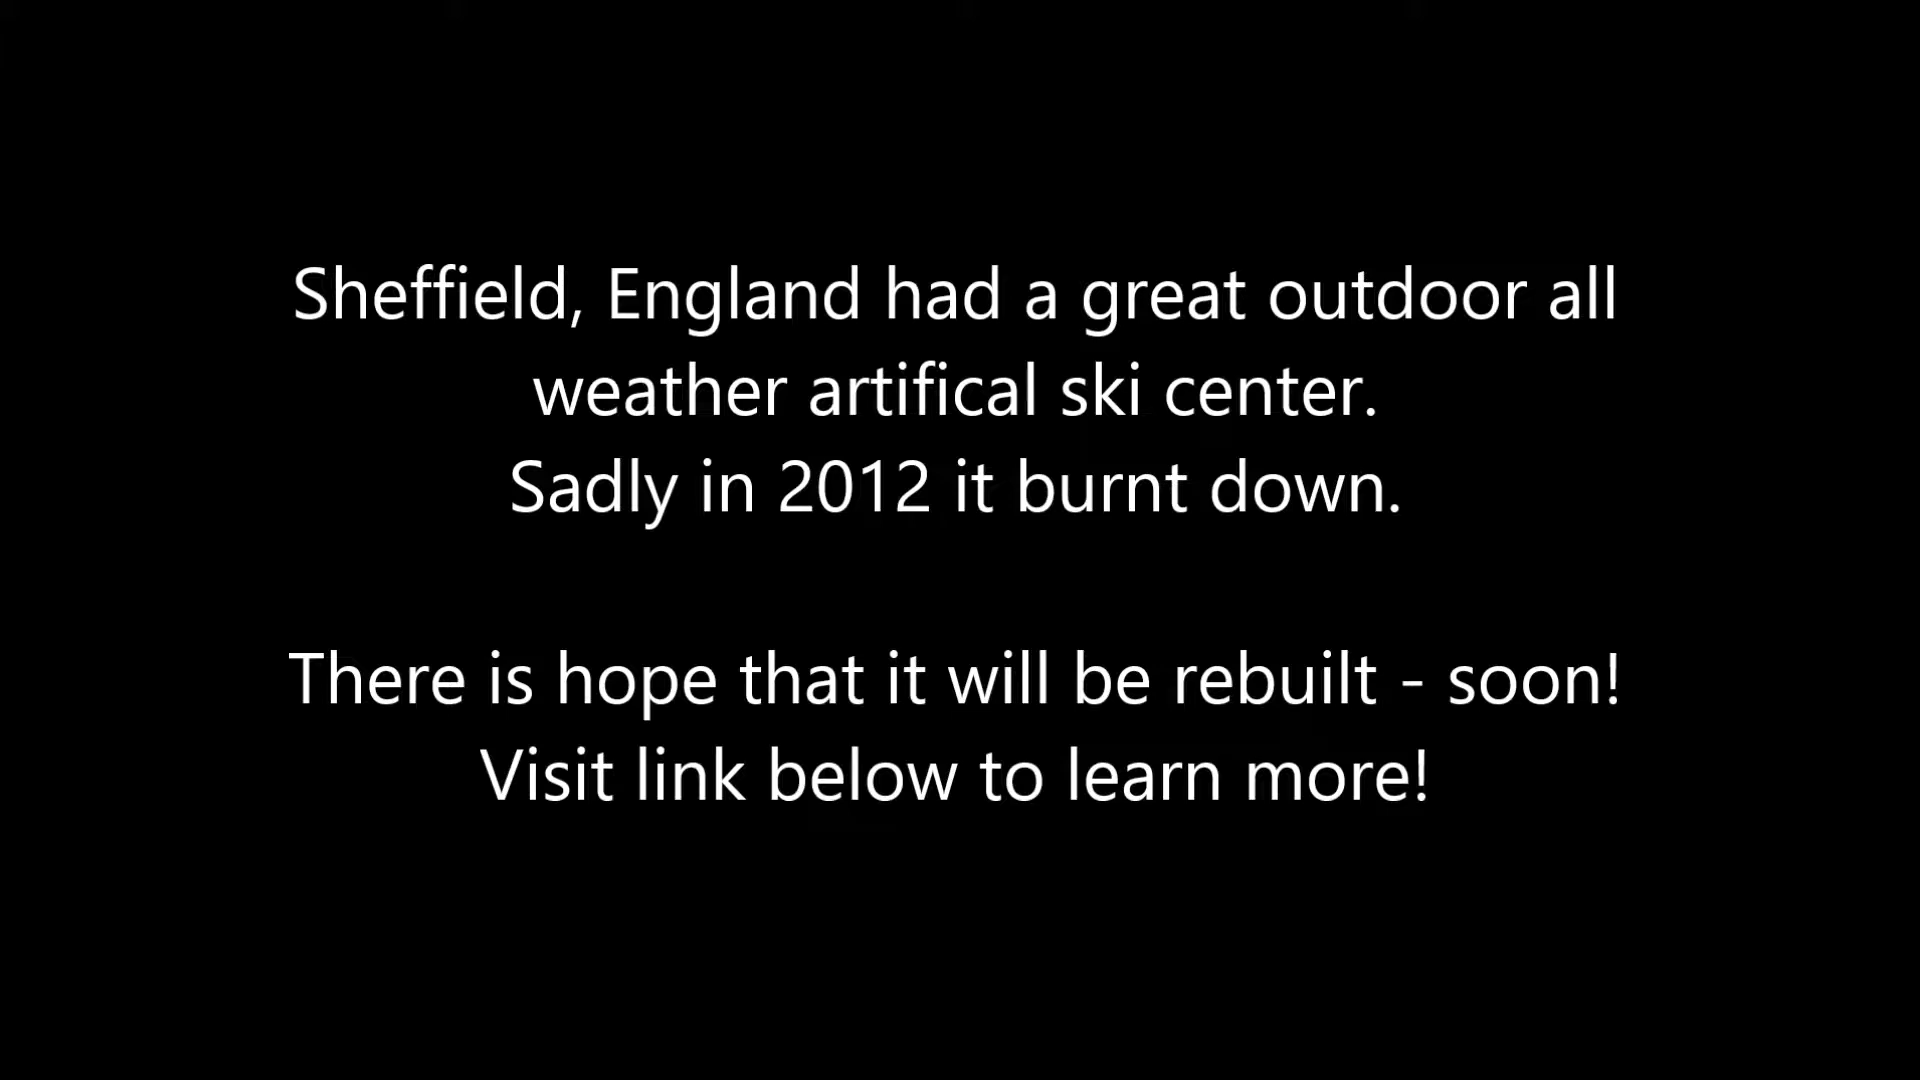 Sheffield, England had a great outdoor all
weather artifical ski center.
Sadly in 2012 it burnt down.
There is hope that it will be rebuilt - soon!
Visit link below to learn more!